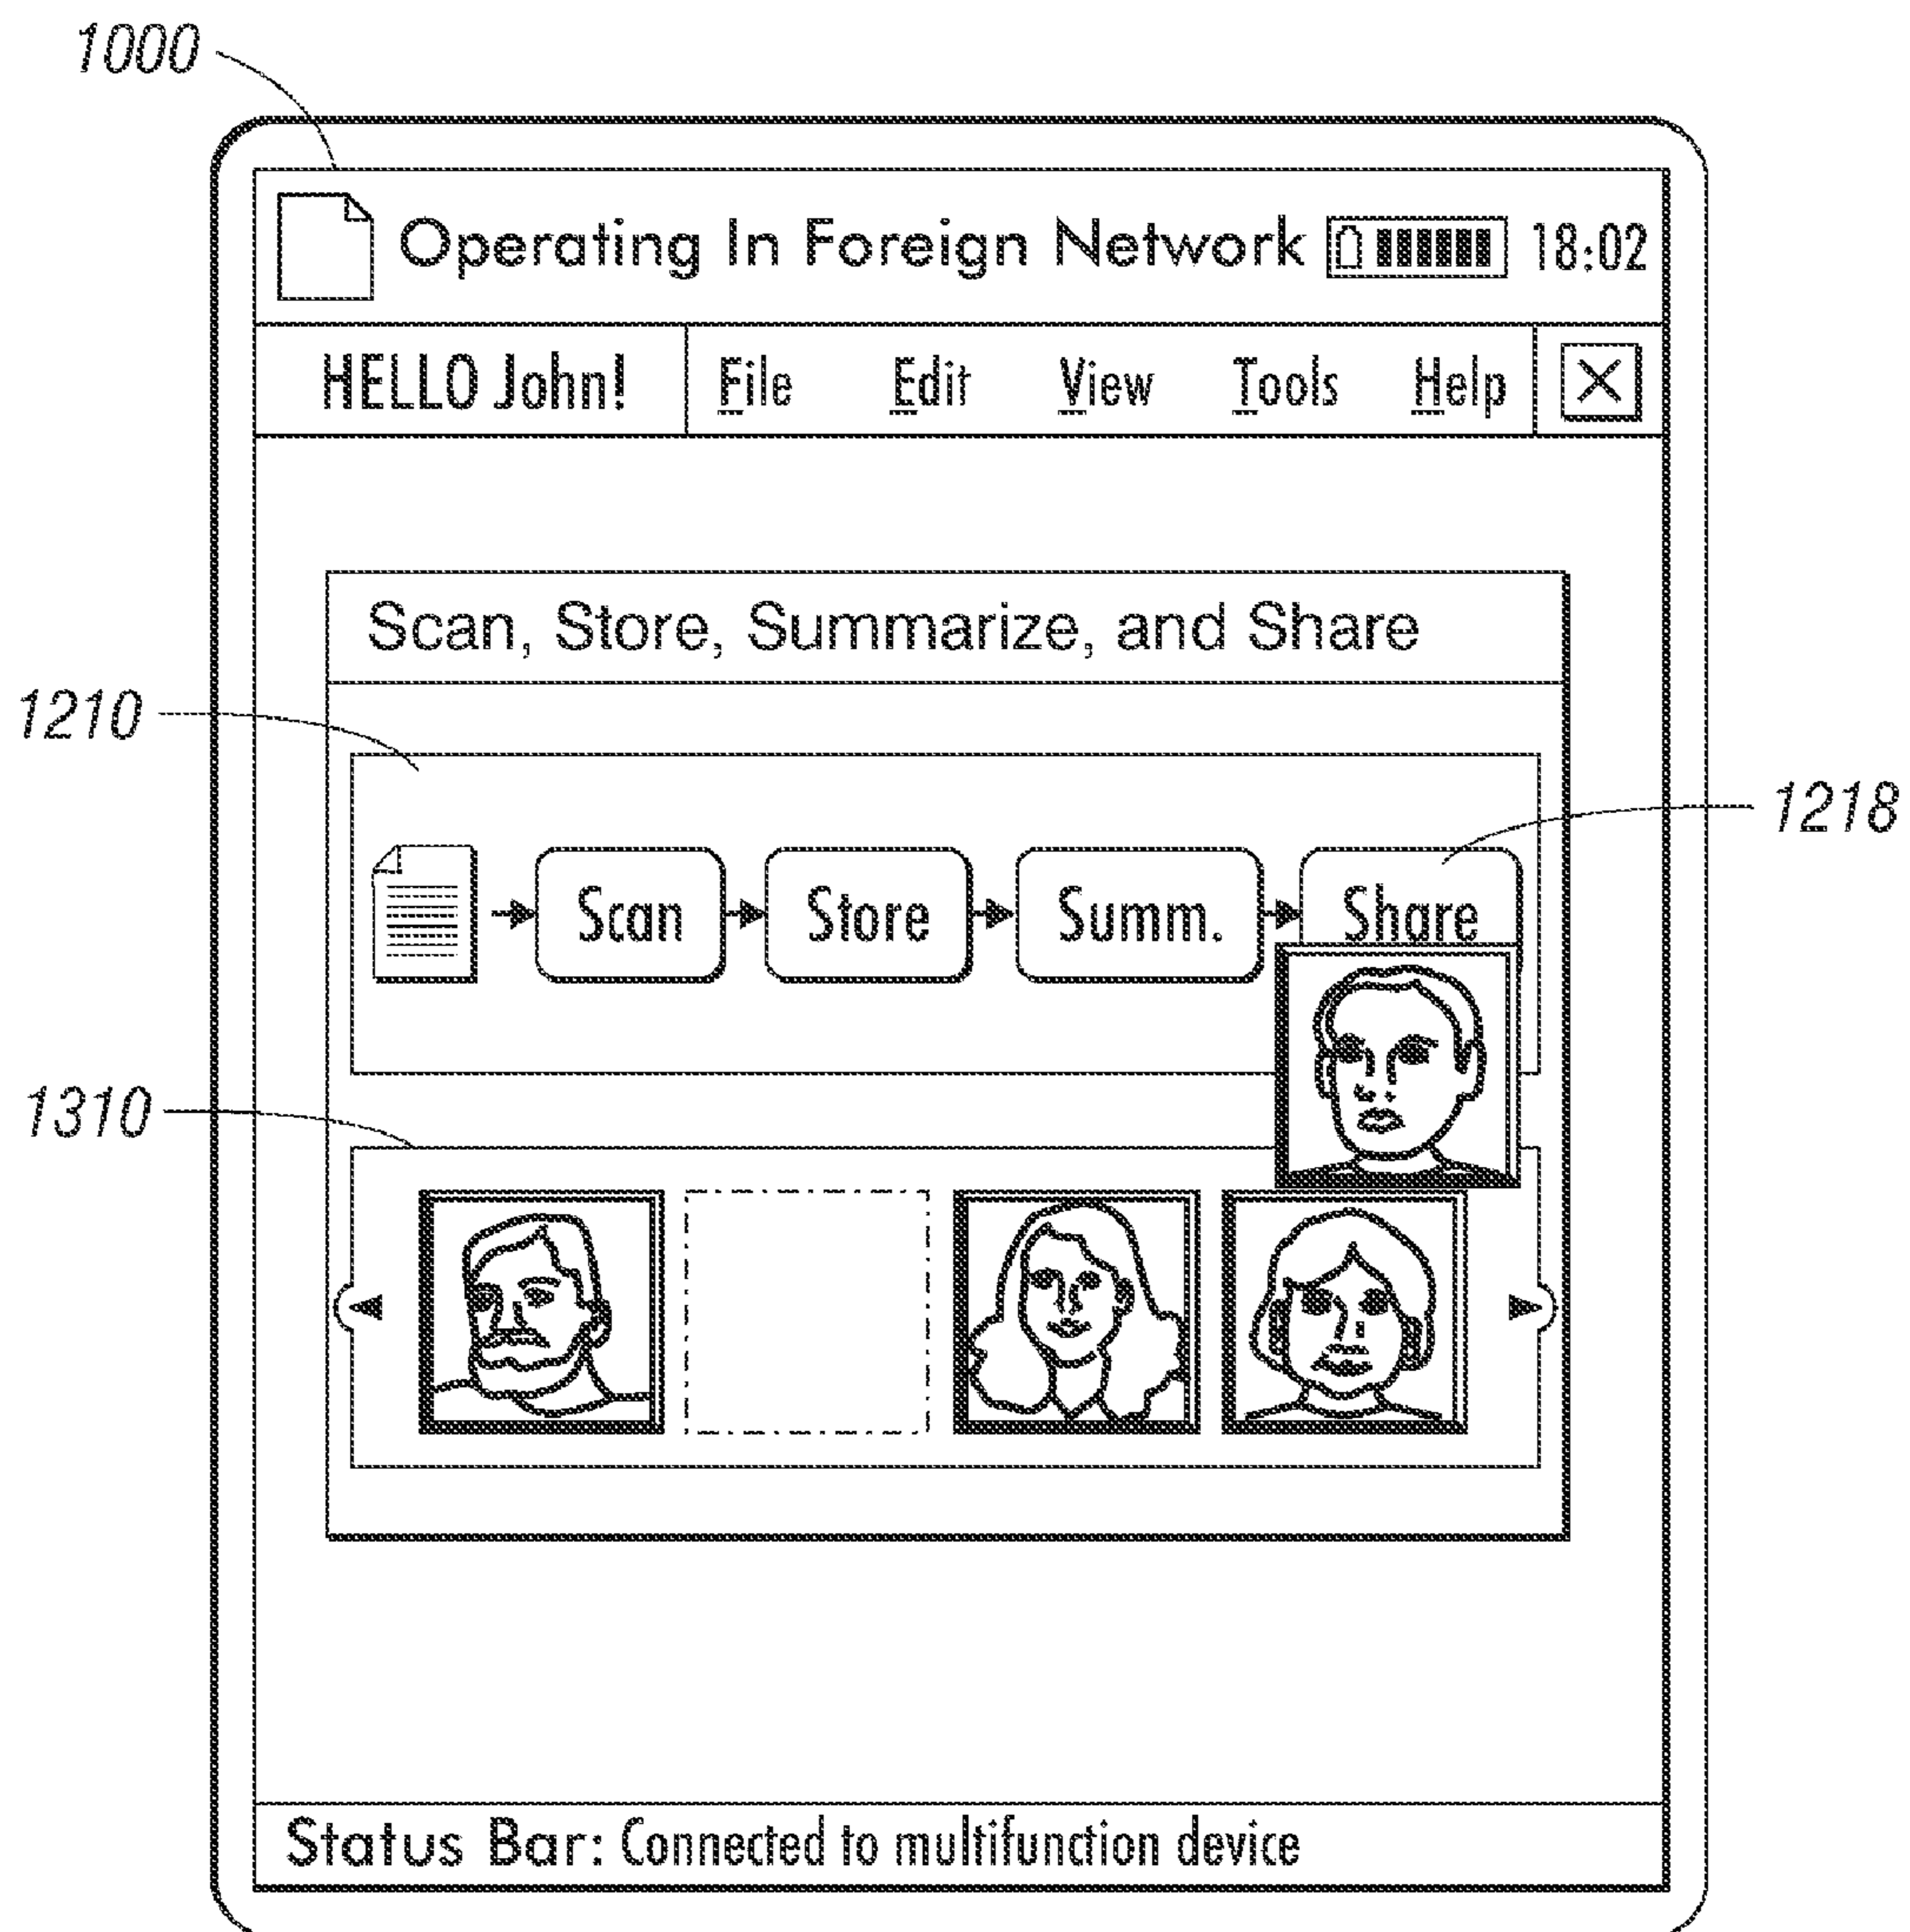 1000
Operating In Foreign Network 18:02
HELLO John! File Edit View Tools Help
Scan, Store, Summarize, and Share
1210
1218
Scan Store Summ. Share
1310
Status Bar: Connected to multifunction device